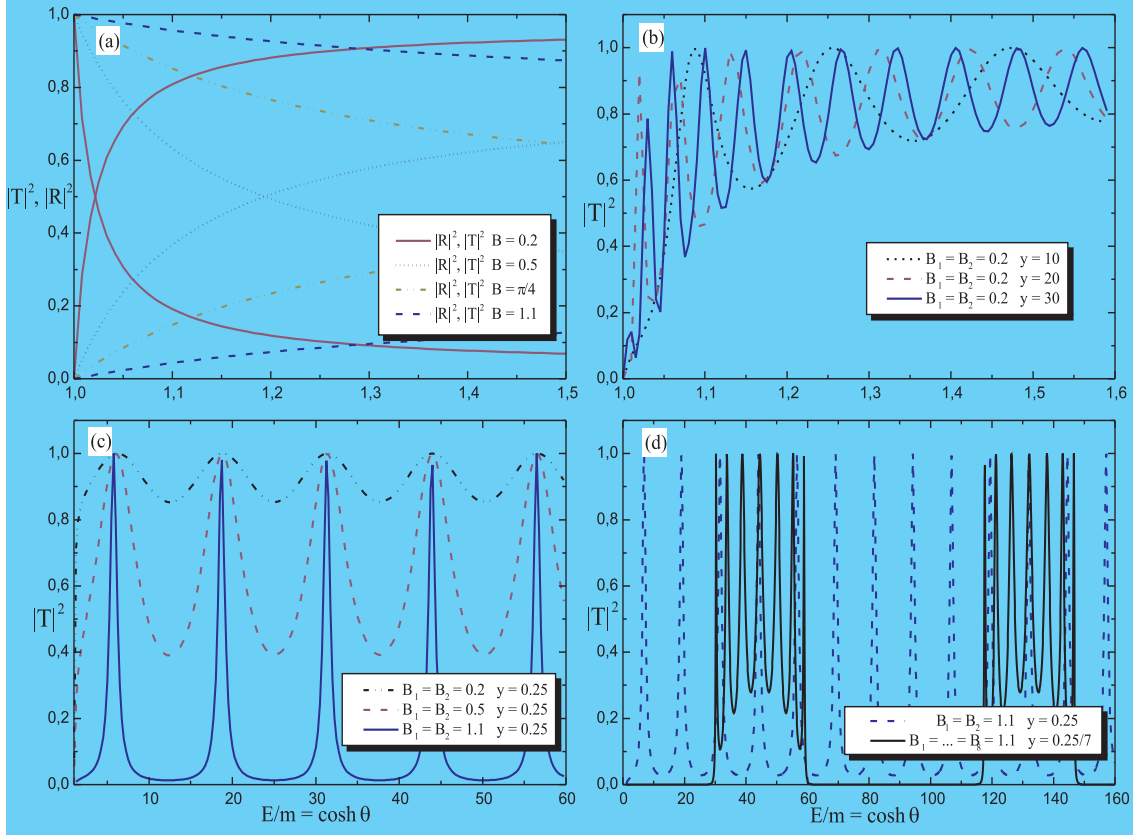 (a)
1,0
0,8
0,6
|T|², |R|²
0,4
0,2
0,0
1,0 1,1 1,2 1,3 1,4 1,5
|R|², |T|² B = 0.2
|R|², |T|² B = 0.5
|R|², |T|² B = π/4
|R|², |T|² B = 1.1
(b)
1,0
0,8
0,6
|T|²
0,4
0,2
0,0
1,0 1,1 1,2 1,3 1,4 1,5 1,6
B₁ = B₂ = 0.2 y = 10
B₁ = B₂ = 0.2 y = 20
B₁ = B₂ = 0.2 y = 30
(c)
1,0
0,8
0,6
|T|²
0,4
0,2
0,0
10 20 30 40 50 60
E/m = cosh θ
B₁ = B₂ = 0.2 y = 0.25
B₁ = B₂ = 0.5 y = 0.25
B₁ = B₂ = 1.1 y = 0.25
(d)
1,0
0,8
0,6
|T|²
0,4
0,2
0,0
0 20 40 60 80 100 120 140 160
E/m = cosh θ
B₁ = B₂ = 1.1 y = 0.25
B₁ = ... = B₈ = 1.1 y = 0.25/7